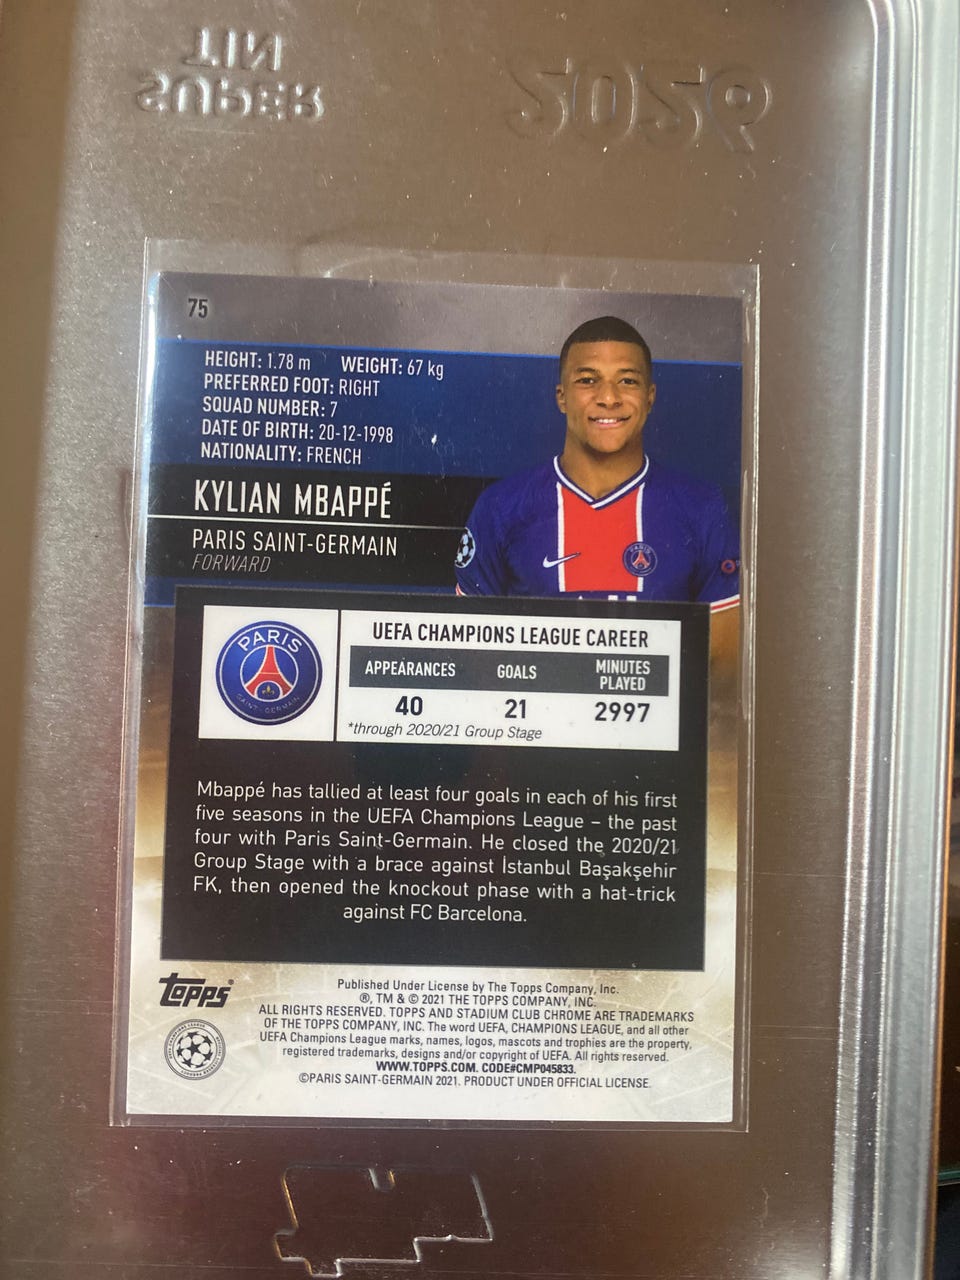 SUPER
TIN
2026
75
HEIGHT: 1.78 m WEIGHT: 67 kg
PREFERRED FOOT: RIGHT
SQUAD NUMBER: 7
DATE OF BIRTH: 20-12-1998
NATIONALITY: FRENCH
KYLIAN MBAPPÉ
PARIS SAINT-GERMAIN
FORWARD
PARIS
SAINT-GERMAIN
PARIS
SAINT-GERMAIN
UEFA CHAMPIONS LEAGUE CAREER
APPEARANCES GOALS MINUTES PLAYED
40 21 2997
*through 2020/21 Group Stage
Mbappé has tallied at least four goals in each of his first
five seasons in the UEFA Champions League – the past
four with Paris Saint-Germain. He closed the 2020/21
Group Stage with a brace against İstanbul Başakşehir
FK, then opened the knockout phase with a hat-trick
against FC Barcelona.
Topps®
Published Under License by The Topps Company, Inc.
®, TM & © 2021 THE TOPPS COMPANY, INC.
ALL RIGHTS RESERVED. TOPPS AND STADIUM CLUB CHROME ARE TRADEMARKS
OF THE TOPPS COMPANY, INC. The word UEFA, CHAMPIONS LEAGUE, and all other
UEFA Champions League marks, names, logos, mascots and trophies are the property,
registered trademarks, designs and/or copyright of UEFA. All rights reserved.
WWW.TOPPS.COM. CODE#CMP045833.
©PARIS SAINT-GERMAIN 2021. PRODUCT UNDER OFFICIAL LICENSE.